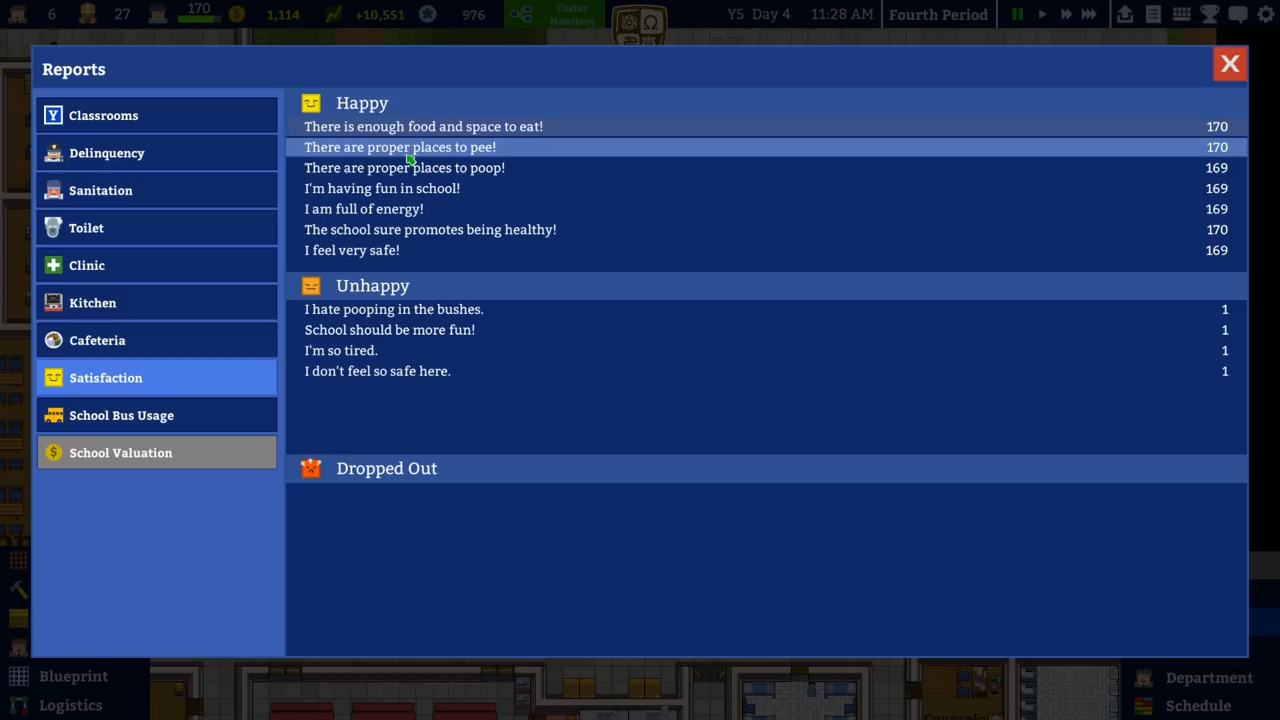 6 27 170 1,114 +10,551 976 Faster Monitors Y5 Day 4 11:28 AM Fourth Period
Reports
Classrooms
Delinquency
Sanitation
Toilet
Clinic
Kitchen
Cafeteria
Satisfaction
School Bus Usage
School Valuation
Happy
There is enough food and space to eat! 170
There are proper places to pee! 170
There are proper places to poop! 169
I'm having fun in school! 169
I am full of energy! 169
The school sure promotes being healthy! 170
I feel very safe! 169
Unhappy
I hate pooping in the bushes. 1
School should be more fun! 1
I'm so tired. 1
I don't feel so safe here. 1
Dropped Out
Blueprint
Logistics
Counselo
Department
Schedule